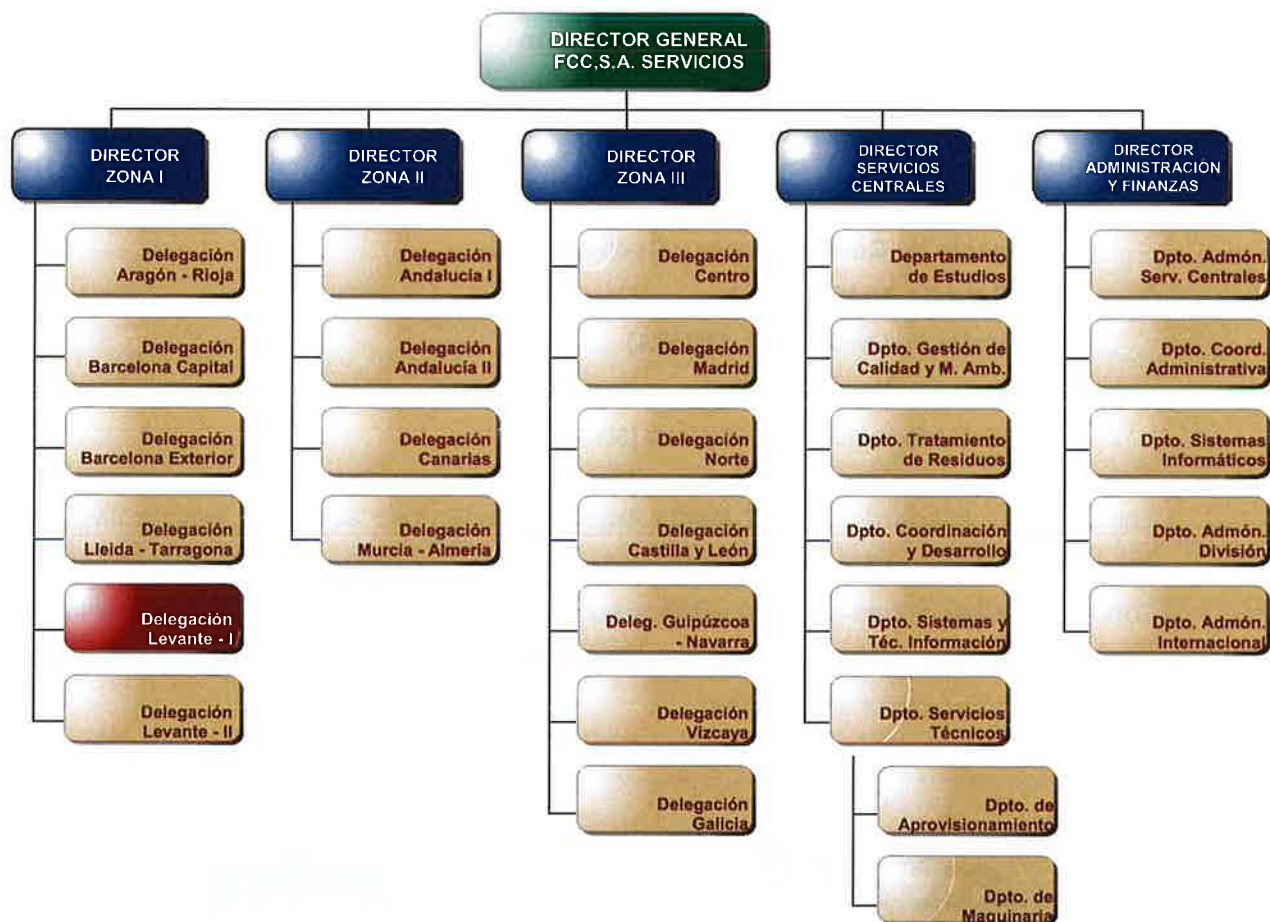 DIRECTOR GENERAL
FCC,S.A. SERVICIOS
DIRECTOR
ZONA I
DIRECTOR
ZONA II
DIRECTOR
ZONA III
DIRECTOR
SERVICIOS
CENTRALES
DIRECTOR
ADMINISTRACIÓN
Y FINANZAS
Delegación
Aragón - Rioja
Delegación
Barcelona Capital
Delegación
Barcelona Exterior
Delegación
Lleida - Tarragona
Delegación
Levante - I
Delegación
Levante - II
Delegación
Andalucía I
Delegación
Andalucía II
Delegación
Canarias
Delegación
Murcia - Almería
Delegación
Centro
Delegación
Madrid
Delegación
Norte
Delegación
Castilla y León
Deleg. Guipúzcoa
- Navarra
Delegación
Vizcaya
Delegación
Galicia
Departamento
de Estudios
Dpto. Gestión de
Calidad y M. Amb.
Dpto. Tratamiento
de Residuos
Dpto. Coordinación
y Desarrollo
Dpto. Sistemas y
Téc. Información
Dpto. Servicios
Técnicos
Dpto. de
Aprovisionamiento
Dpto. de
Maquinaria
Dpto. Admón.
Serv. Centrales
Dpto. Coord.
Administrativa
Dpto. Sistemas
Informáticos
Dpto. Admón.
División
Dpto. Admón.
Internacional